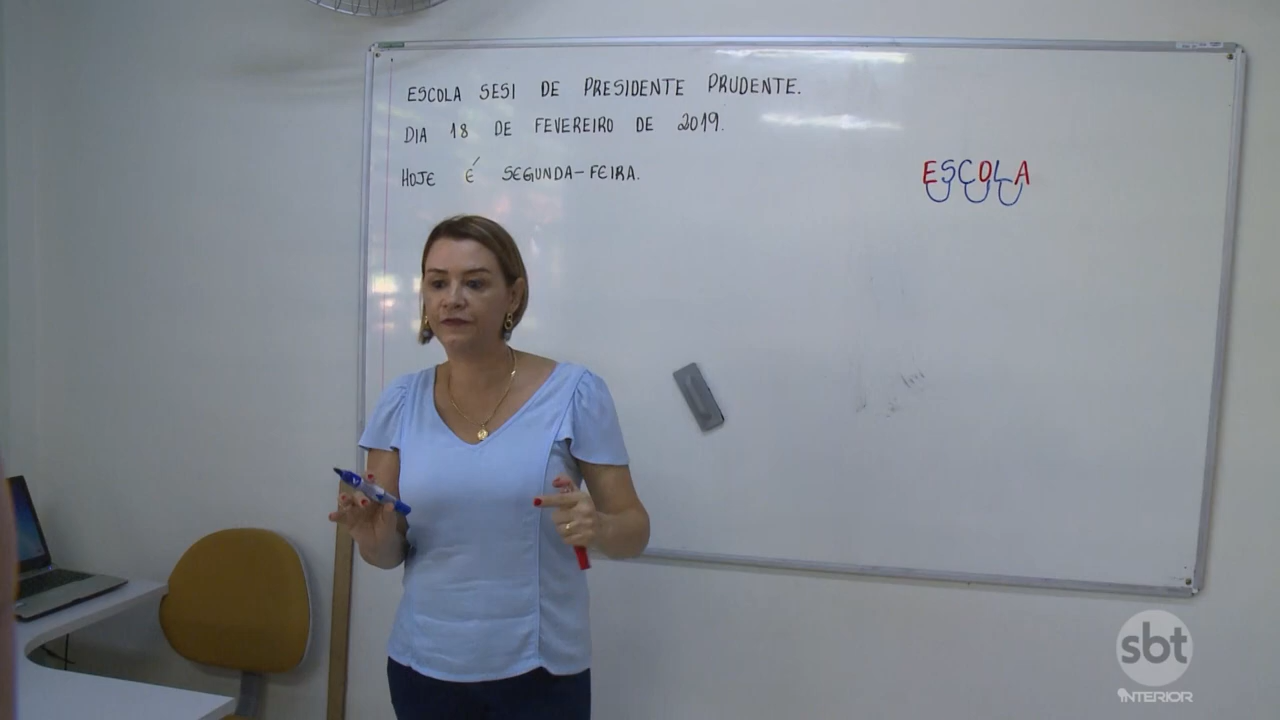 ESCOLA SESI DE PRESIDENTE PRUDENTE.
DIA 18 DE FEVEREIRO DE 2019.
HOJE É SEGUNDA-FEIRA.
ESCOLA
sbt
INTERIOR